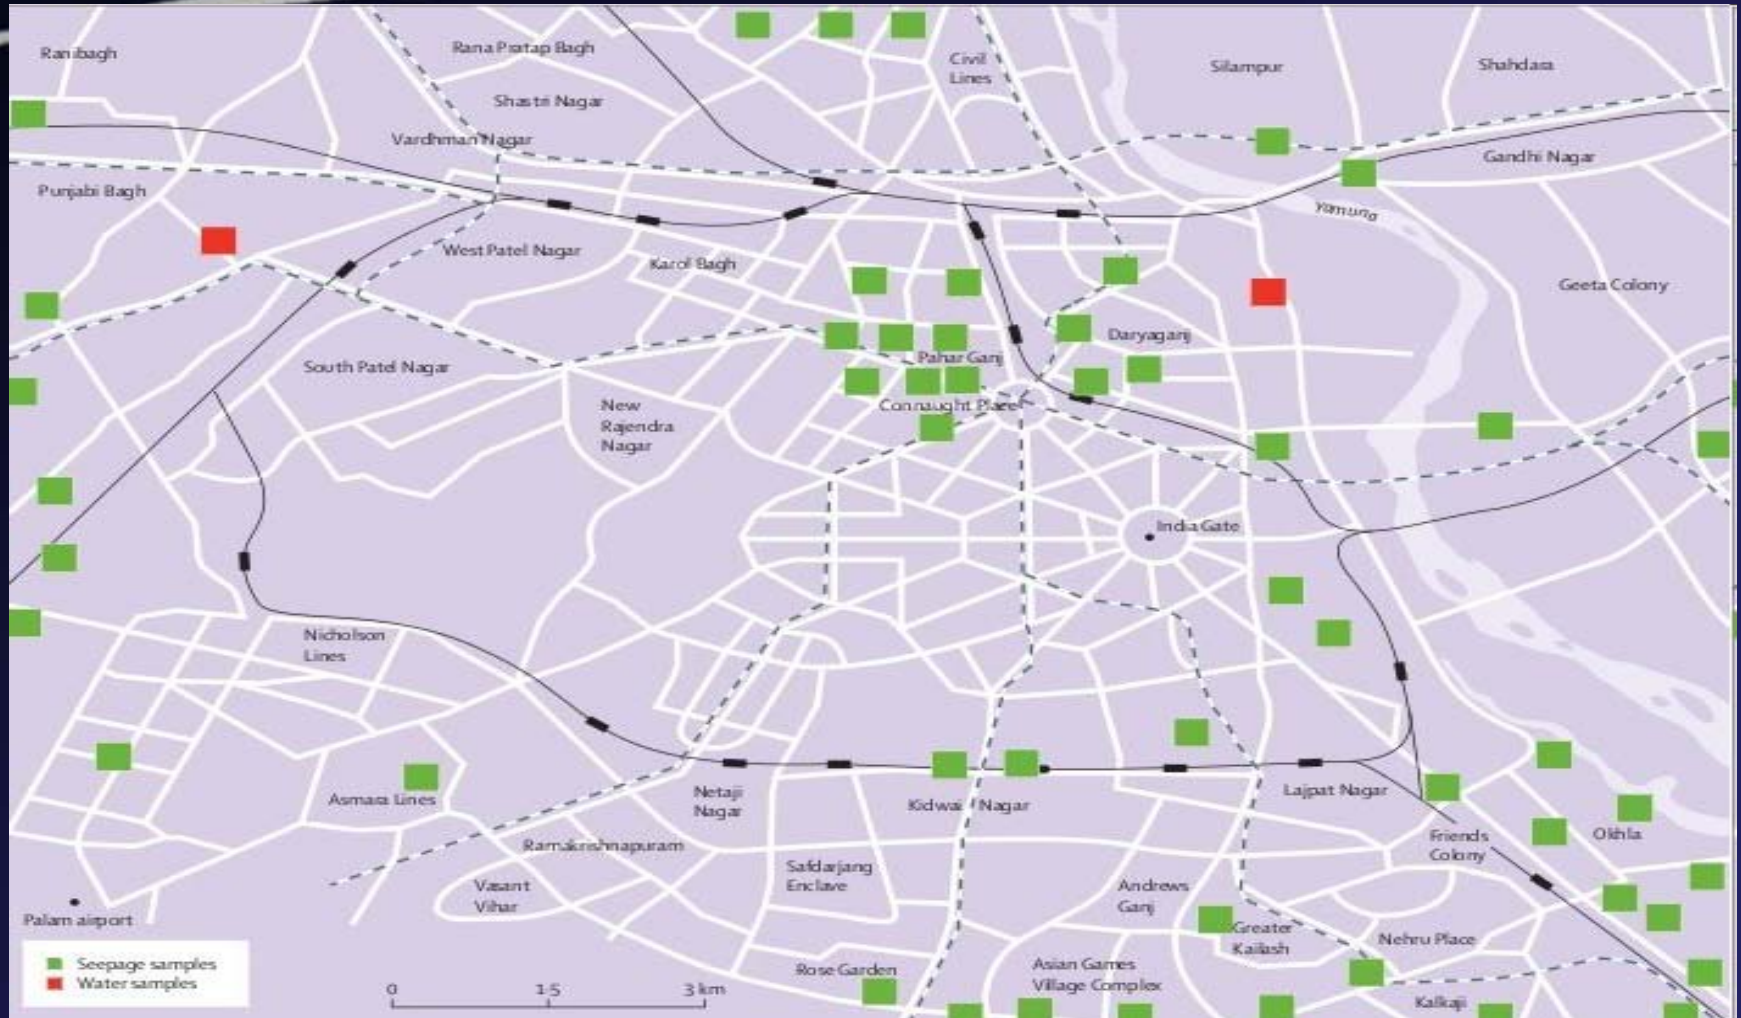 Ranibagh
Rana Pratap Bagh
Civil
Lines
Silampur
Shahdara
Shastri Nagar
Vardhman Nagar
Gandhi Nagar
Punjabi Bagh
Yamuna
West Patel Nagar
Karol Bagh
Geeta Colony
Daryaganj
Pahar Ganj
South Patel Nagar
New
Rajendra
Nagar
Connaught Place
India Gate
Nicholson
Lines
Asmara Lines
Netaji
Nagar
Kidwai Nagar
Lajpat Nagar
Friends
Colony
Okhla
Ramakrishnapuram
Safdarjang
Enclave
Vasant
Vihar
Andrews
Ganj
Greater
Kailash
Nehru Place
Palam airport
Rose Garden
Asian Games
Village Complex
Kalkaji
Seepage samples
Water samples
0 1·5 3 km